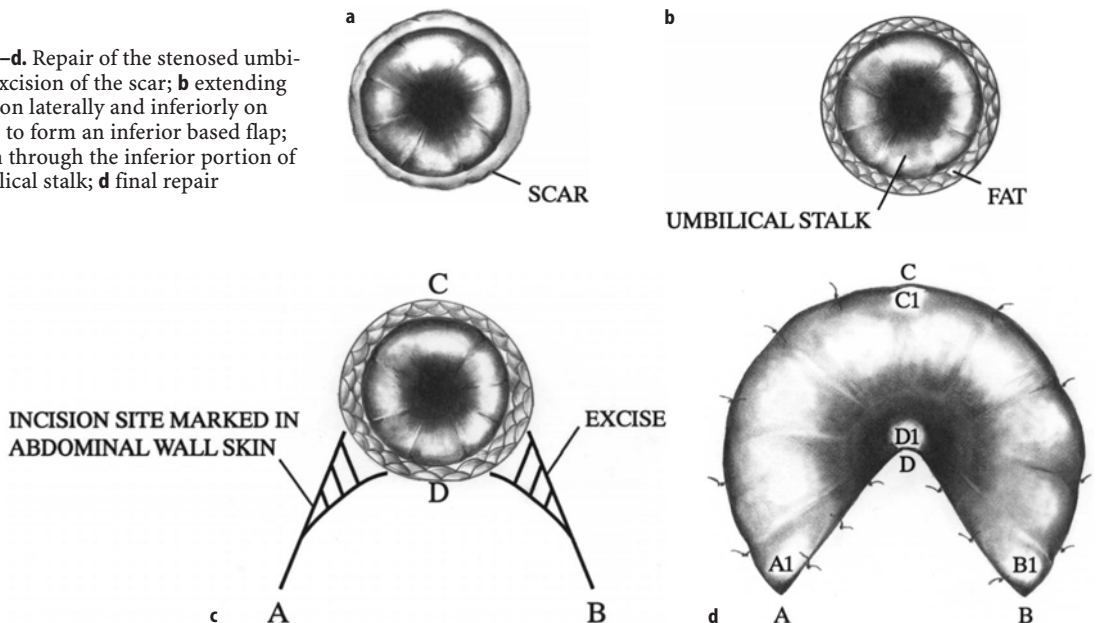 –d. Repair of the stenosed umbi-
xcision of the scar; b extending
on laterally and inferiorly on
to form an inferior based flap;
through the inferior portion of
lical stalk; d final repair
a
SCAR
b
UMBILICAL STALK
FAT
C
INCISION SITE MARKED IN
ABDOMINAL WALL SKIN
EXCISE
D
A
B
c
C
C1
D1
D
A1
B1
A
B
d